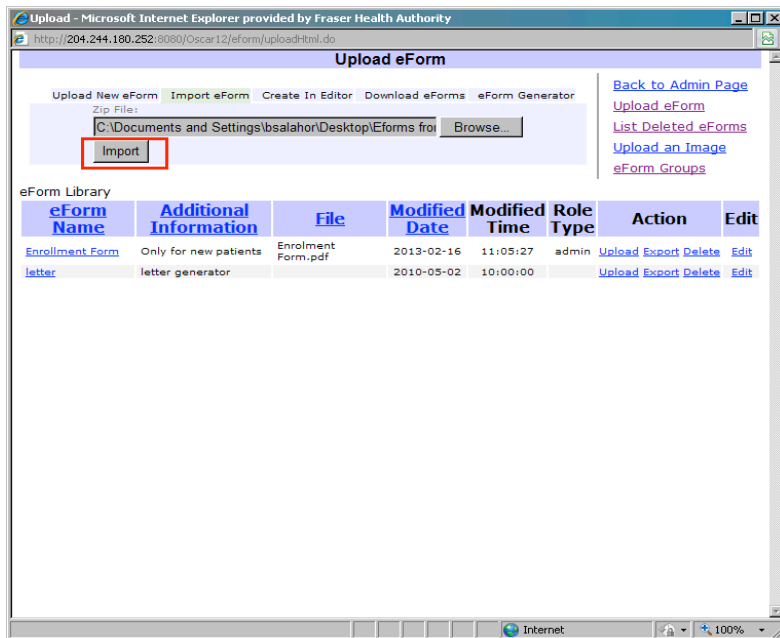 Upload - Microsoft Internet Explorer provided by Fraser Health Authority
http://204.244.180.252:8080/Oscar12/eform/uploadHtml.do
Upload eForm
Upload New eForm Import eForm Create In Editor Download eForms eForm Generator
Zip File:
C:\Documents and Settings\bsalahor\Desktop\Eforms fro Browse...
Import
Back to Admin Page
Upload eForm
List Deleted eForms
Upload an Image
eForm Groups
eForm Library
eForm Name Additional Information File Modified Date Modified Time Role Type Action Edit
Enrollment Form Only for new patients Enrolment Form.pdf 2013-02-16 11:05:27 admin Upload Export Delete Edit
letter letter generator 2010-05-02 10:00:00 Upload Export Delete Edit
Internet 100%